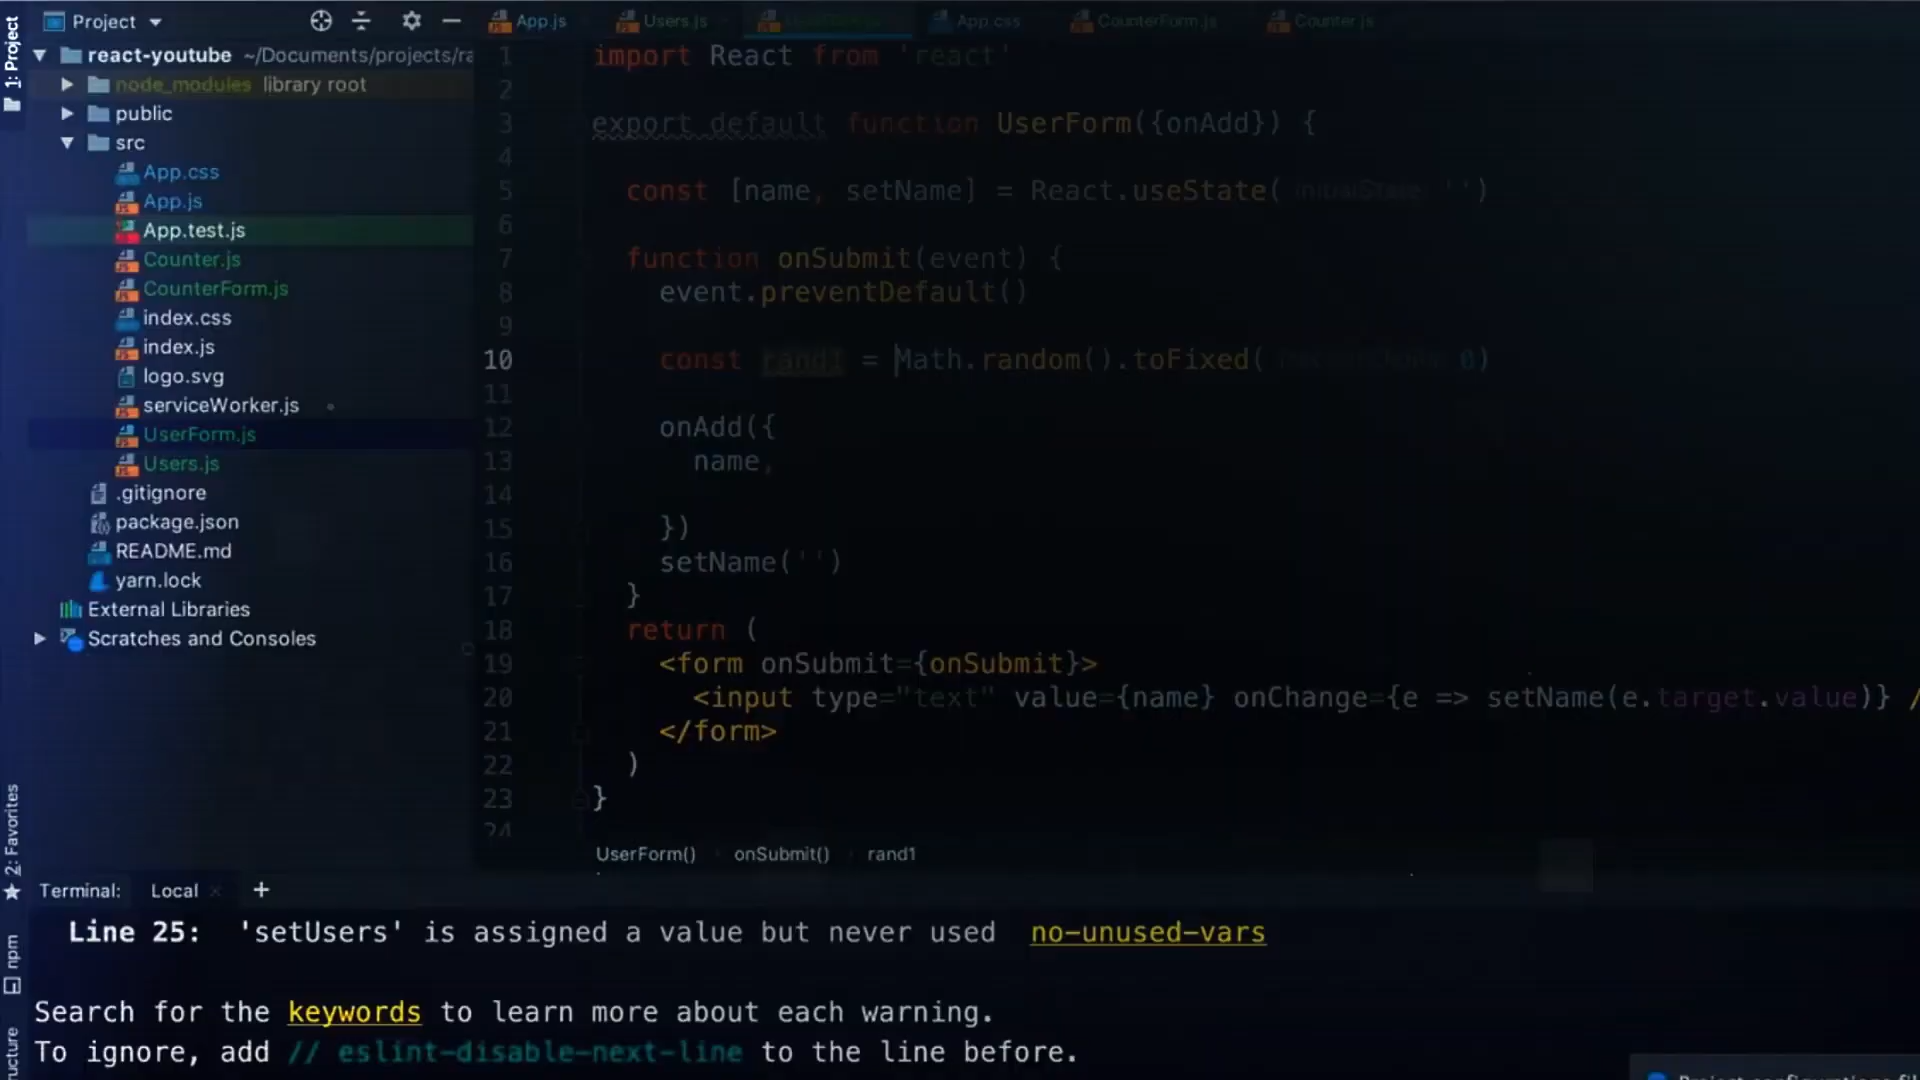 1: Project
Project
react-youtube ~/Documents/projects/ra
node_modules library root
public
src
App.css
App.js
App.test.js
Counter.js
CounterForm.js
index.css
index.js
logo.svg
serviceWorker.js
UserForm.js
Users.js
.gitignore
package.json
README.md
yarn.lock
External Libraries
Scratches and Consoles
App.js Users.js App.css CounterForm.js Counter.js
1 import React from 'react'
2
3 export default function UserForm({onAdd}) {
4
5 const [name, setName] = React.useState( initialState '')
6
7 function onSubmit(event) {
8 event.preventDefault()
9
10 const rand1 = Math.random().toFixed( 0)
11
12 onAdd({
13 name,
14
15 })
16 setName('')
17 }
18 return (
19 <form onSubmit={onSubmit}>
20 <input type="text" value={name} onChange={e => setName(e.target.value)} /
21 </form>
22 )
23 }
24
UserForm() onSubmit() rand1
2: Favorites
npm
ructure
Terminal: Local × +
Line 25: 'setUsers' is assigned a value but never used no-unused-vars
Search for the keywords to learn more about each warning.
To ignore, add // eslint-disable-next-line to the line before.
Project configurations fil